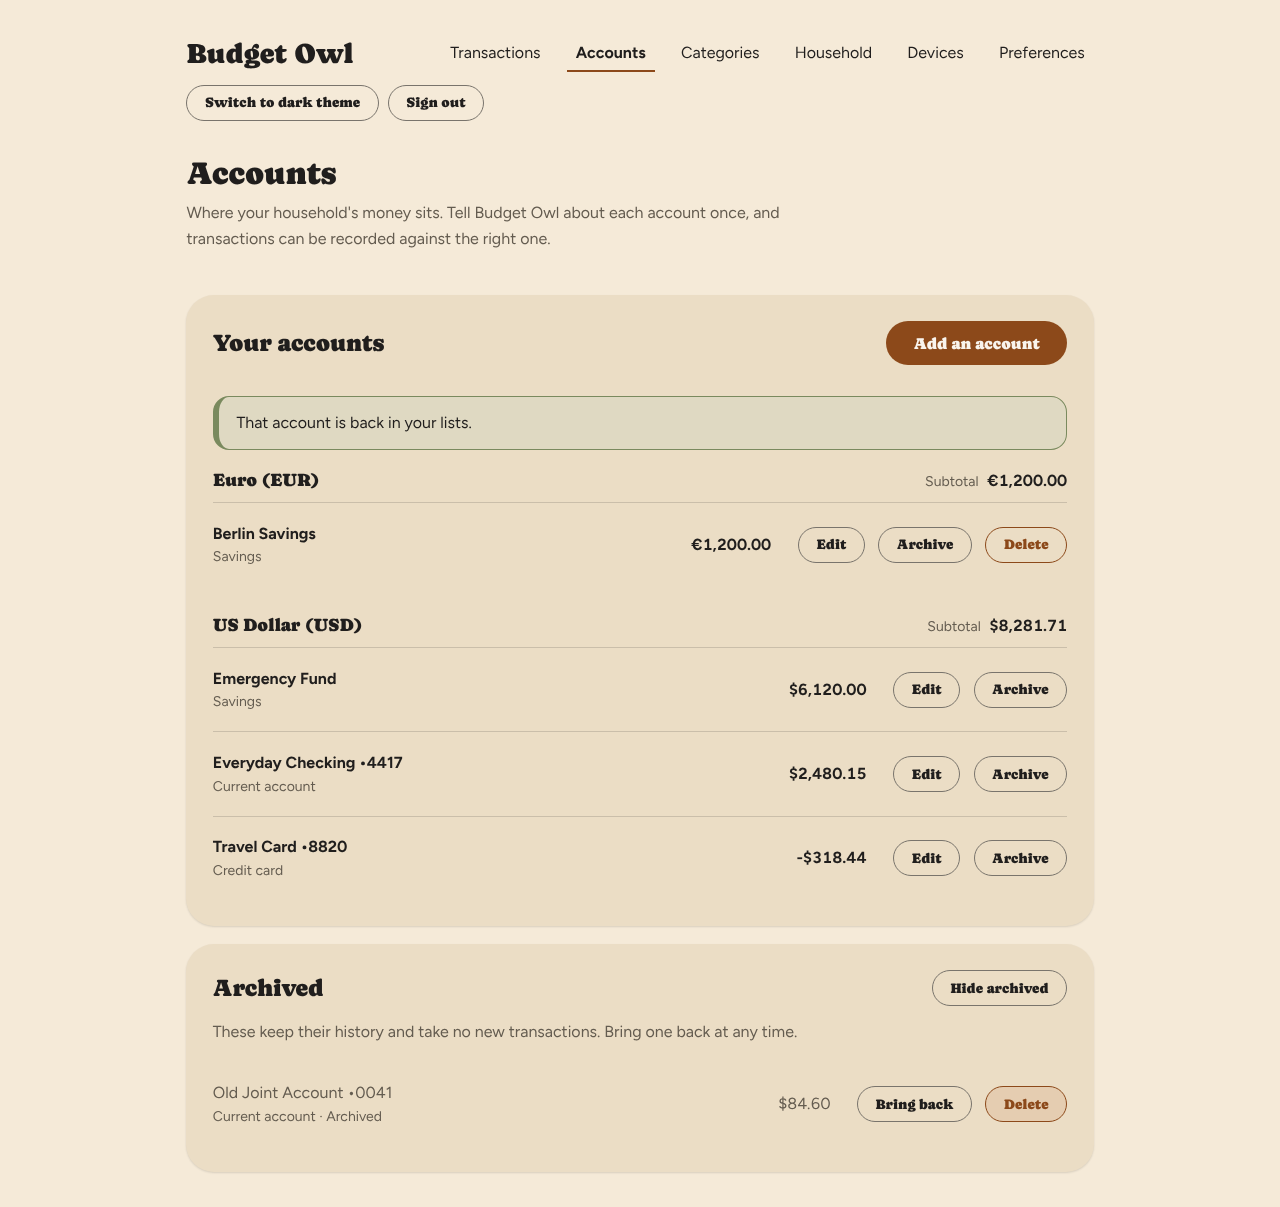 Budget Owl
Transactions
Accounts
Categories
Household
Devices
Preferences
Switch to dark theme
Sign out
Accounts
Where your household's money sits. Tell Budget Owl about each account once, and
transactions can be recorded against the right one.
Your accounts
Add an account
That account is back in your lists.
Euro (EUR)
Subtotal €1,200.00
Berlin Savings
Savings
€1,200.00
Edit
Archive
Delete
US Dollar (USD)
Subtotal $8,281.71
Emergency Fund
Savings
$6,120.00
Edit
Archive
Everyday Checking •4417
Current account
$2,480.15
Edit
Archive
Travel Card •8820
Credit card
-$318.44
Edit
Archive
Archived
Hide archived
These keep their history and take no new transactions. Bring one back at any time.
Old Joint Account •0041
Current account · Archived
$84.60
Bring back
Delete